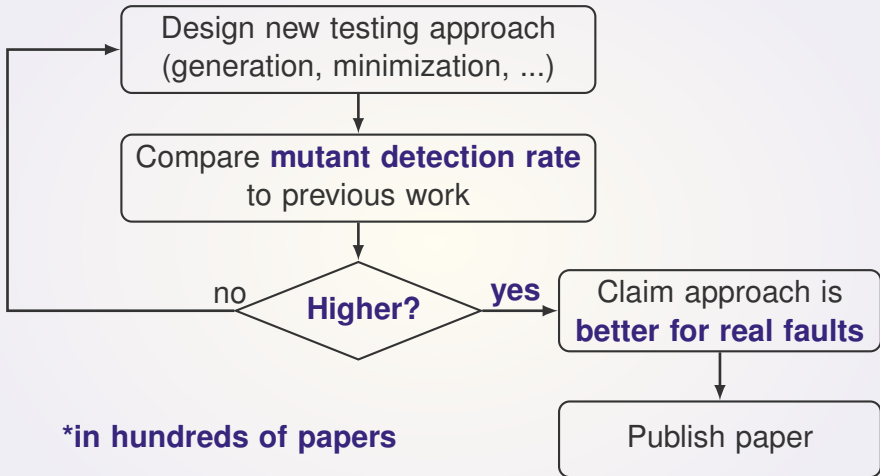 Design new testing approach
(generation, minimization, ...)
Compare mutant detection rate
to previous work
no
Higher?
yes
Claim approach is
better for real faults
*in hundreds of papers
Publish paper